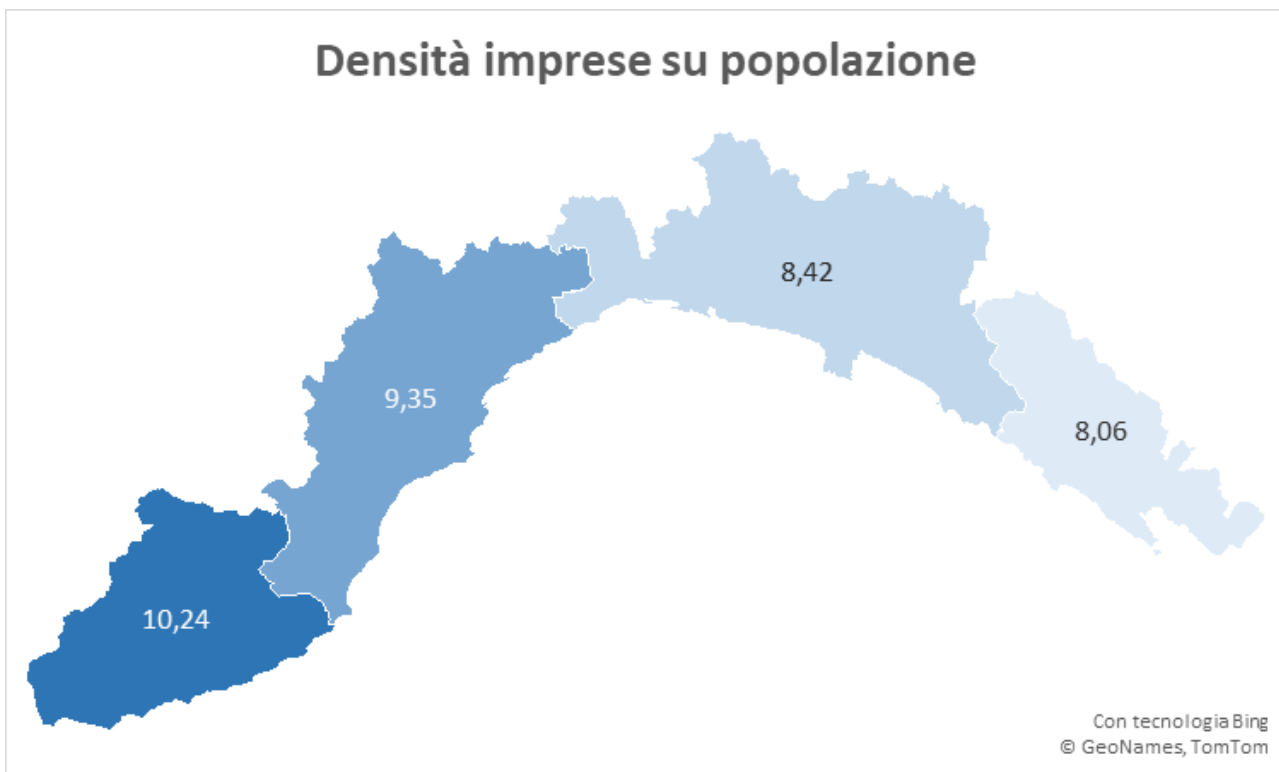 Densità imprese su popolazione
8,42
9,35
8,06
10,24
Con tecnologia Bing
© GeoNames, TomTom